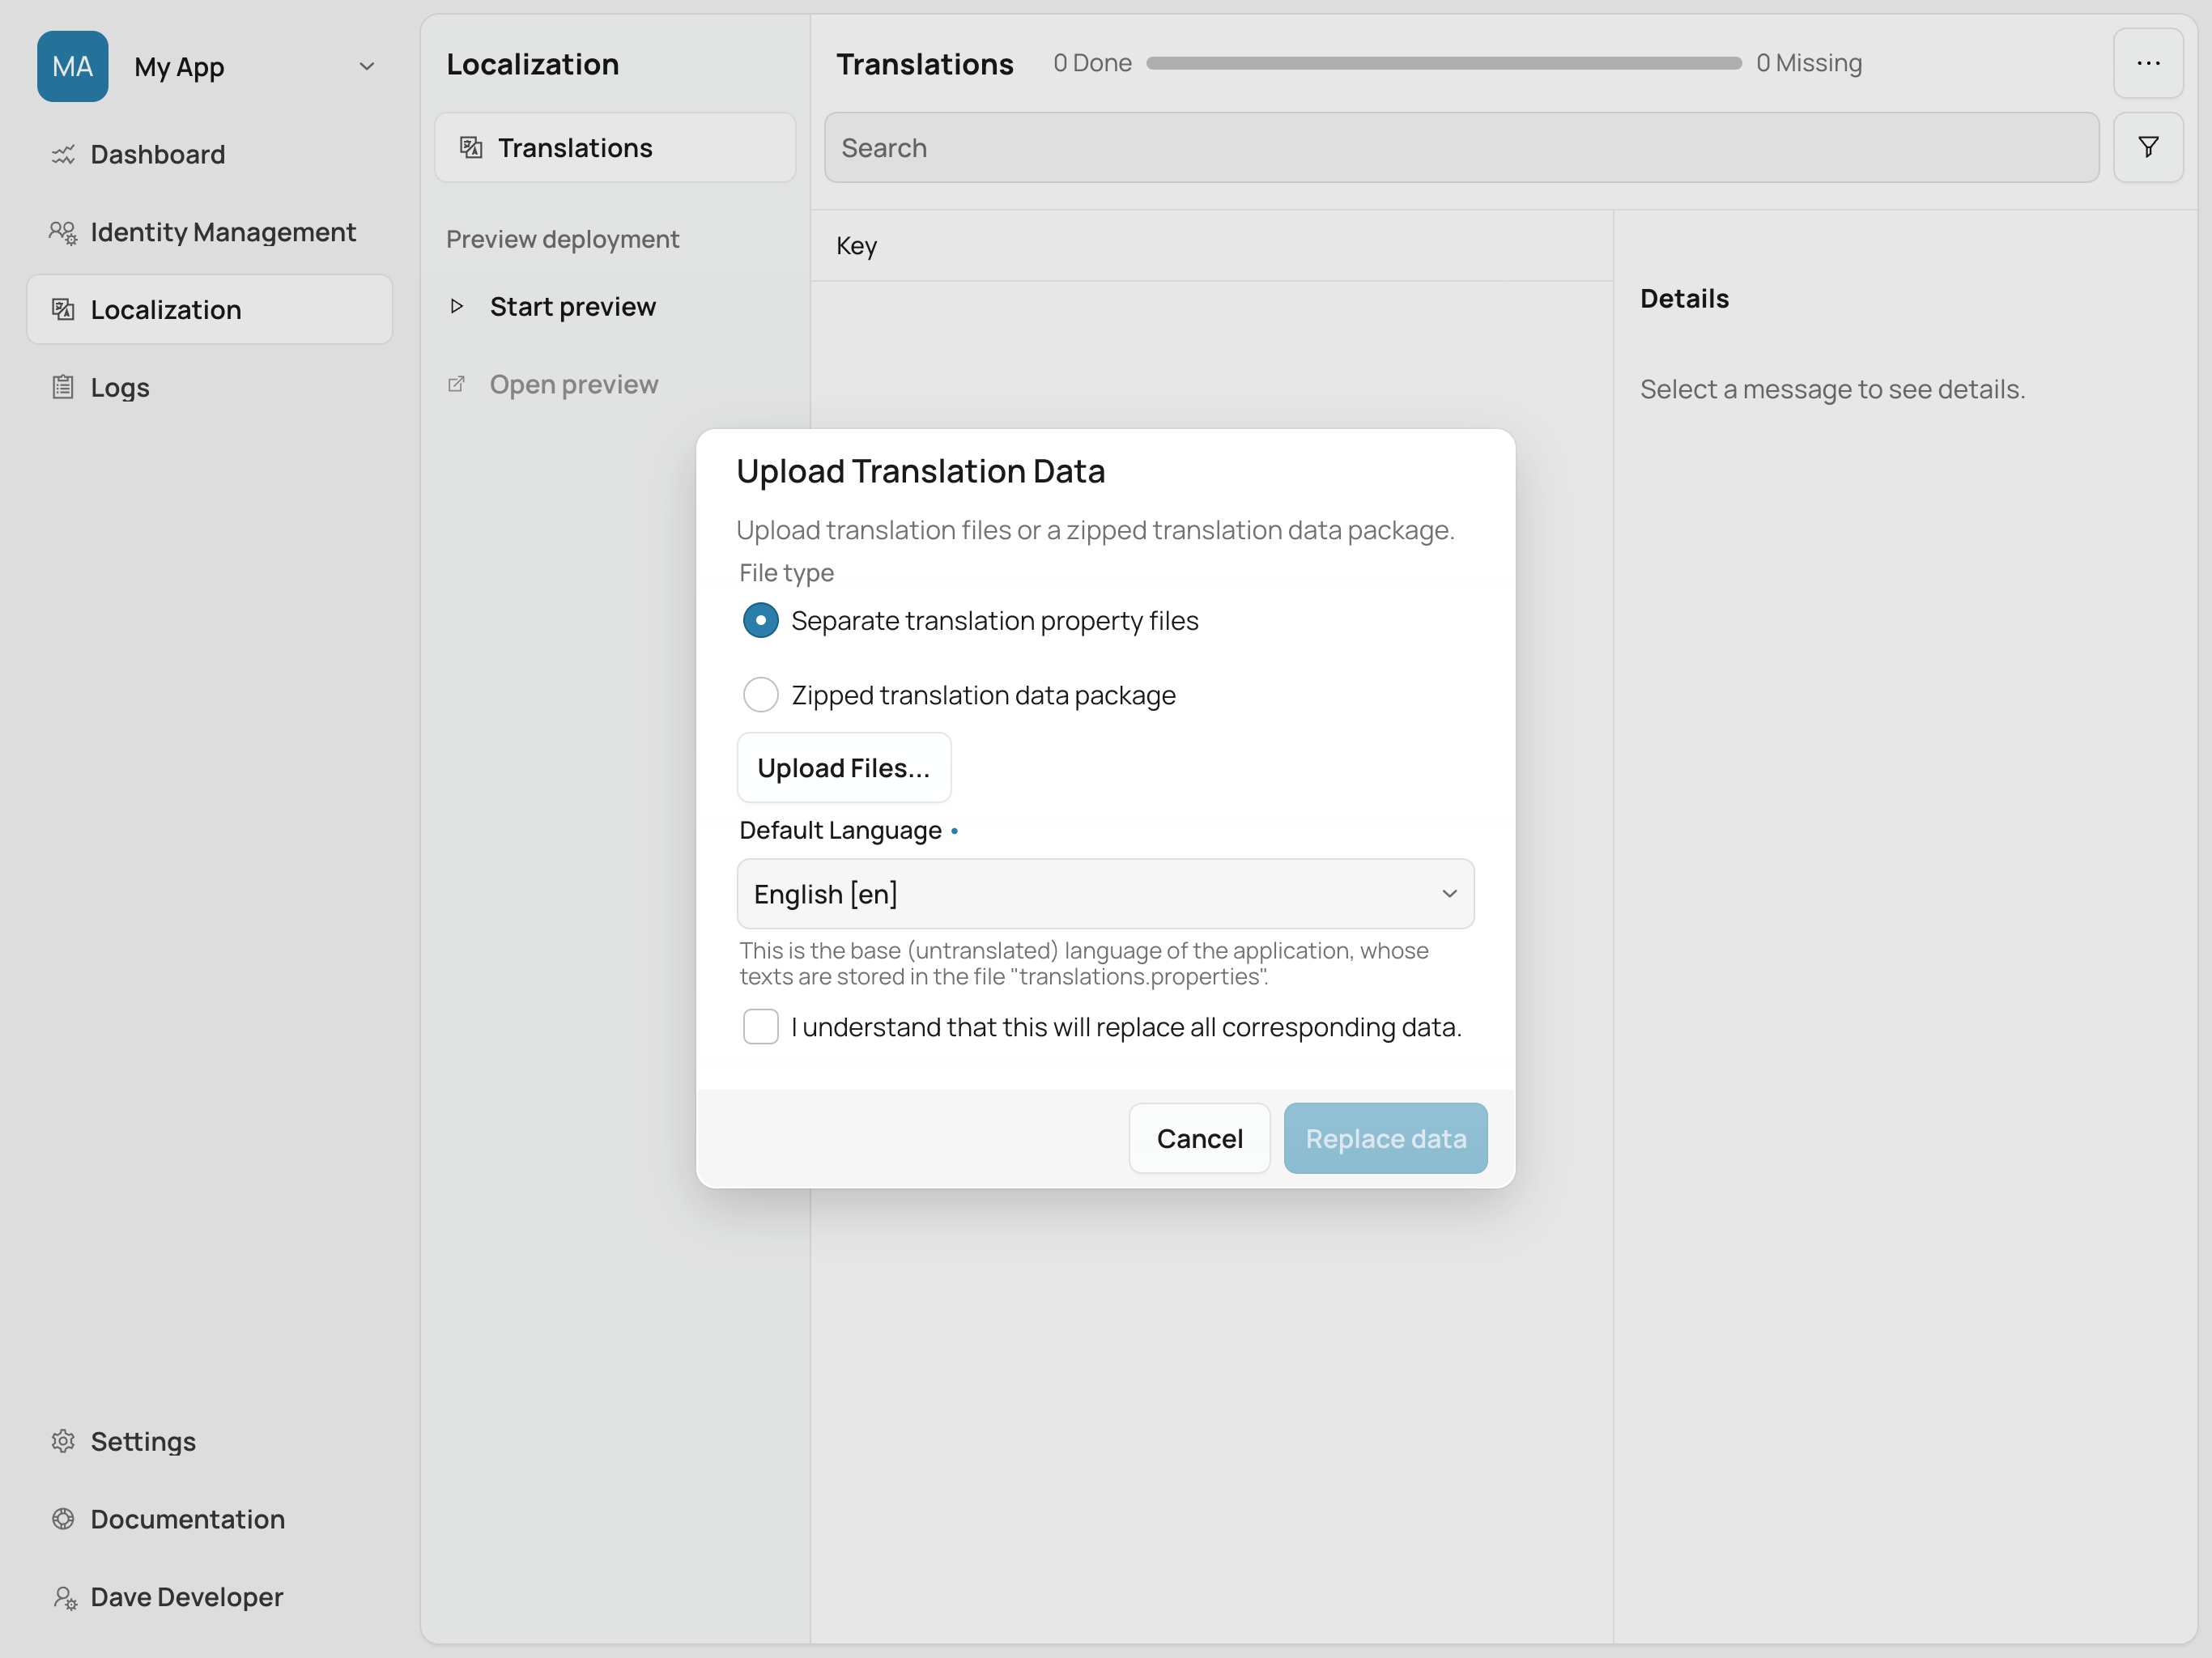 MA
My App
Dashboard
Identity Management
Localization
Logs
Settings
Documentation
Dave Developer
Localization
Translations
Preview deployment
Start preview
Open preview
Translations
0 Done
0 Missing
...
Search
Key
Details
Select a message to see details.
Upload Translation Data
Upload translation files or a zipped translation data package.
File type
Separate translation property files
Zipped translation data package
Upload Files...
Default Language •
English [en]
This is the base (untranslated) language of the application, whose
texts are stored in the file "translations.properties".
I understand that this will replace all corresponding data.
Cancel
Replace data